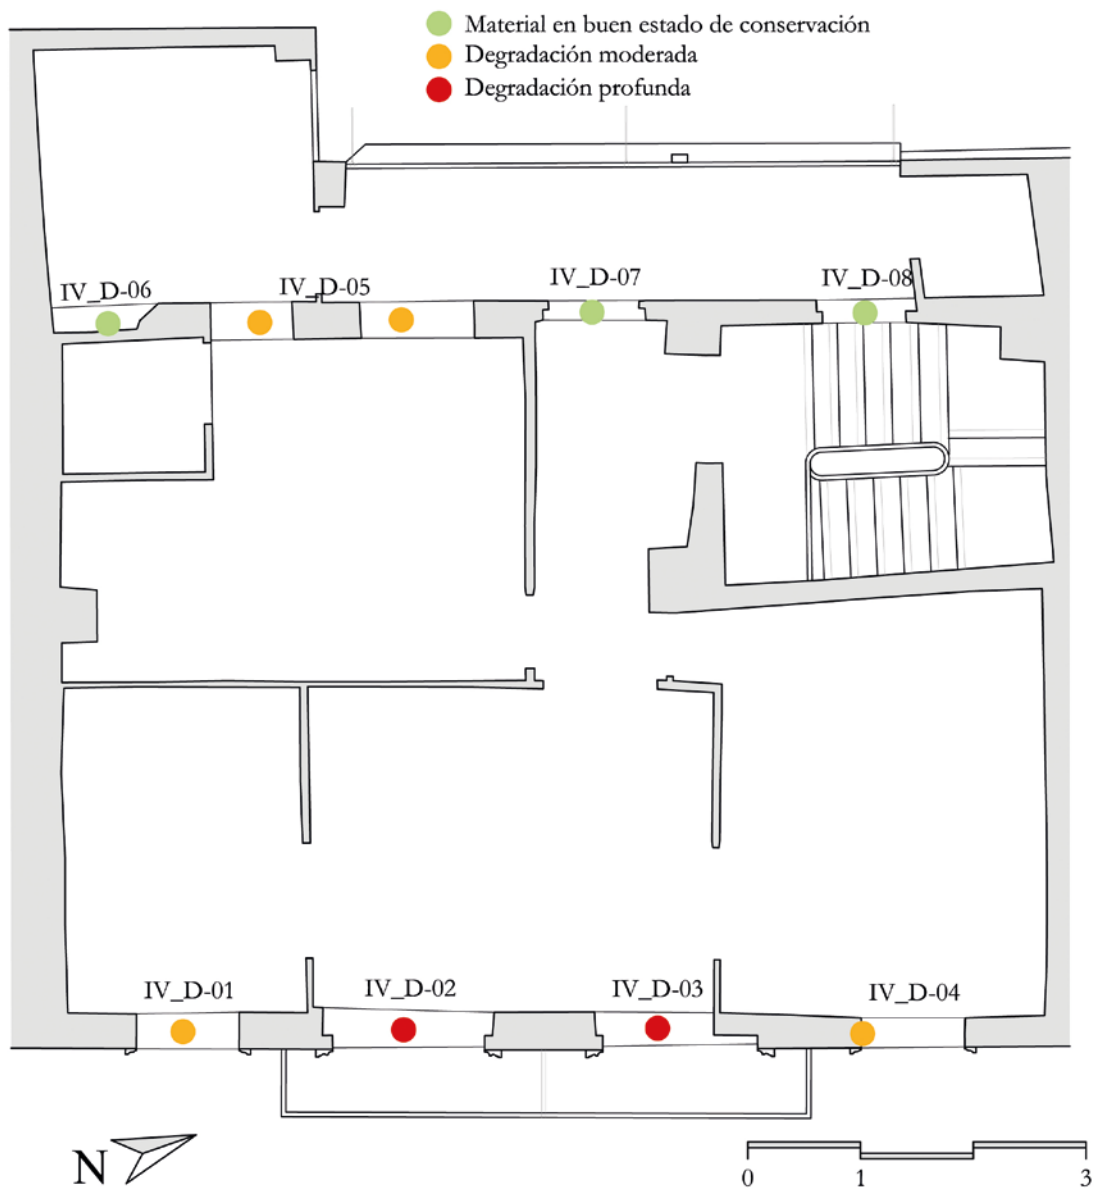 Material en buen estado de conservación
Degradación moderada
Degradación profunda
IV_D-06
IV_D-05
IV_D-07
IV_D-08
IV_D-01
IV_D-02
IV_D-03
IV_D-04
N
0 1 3